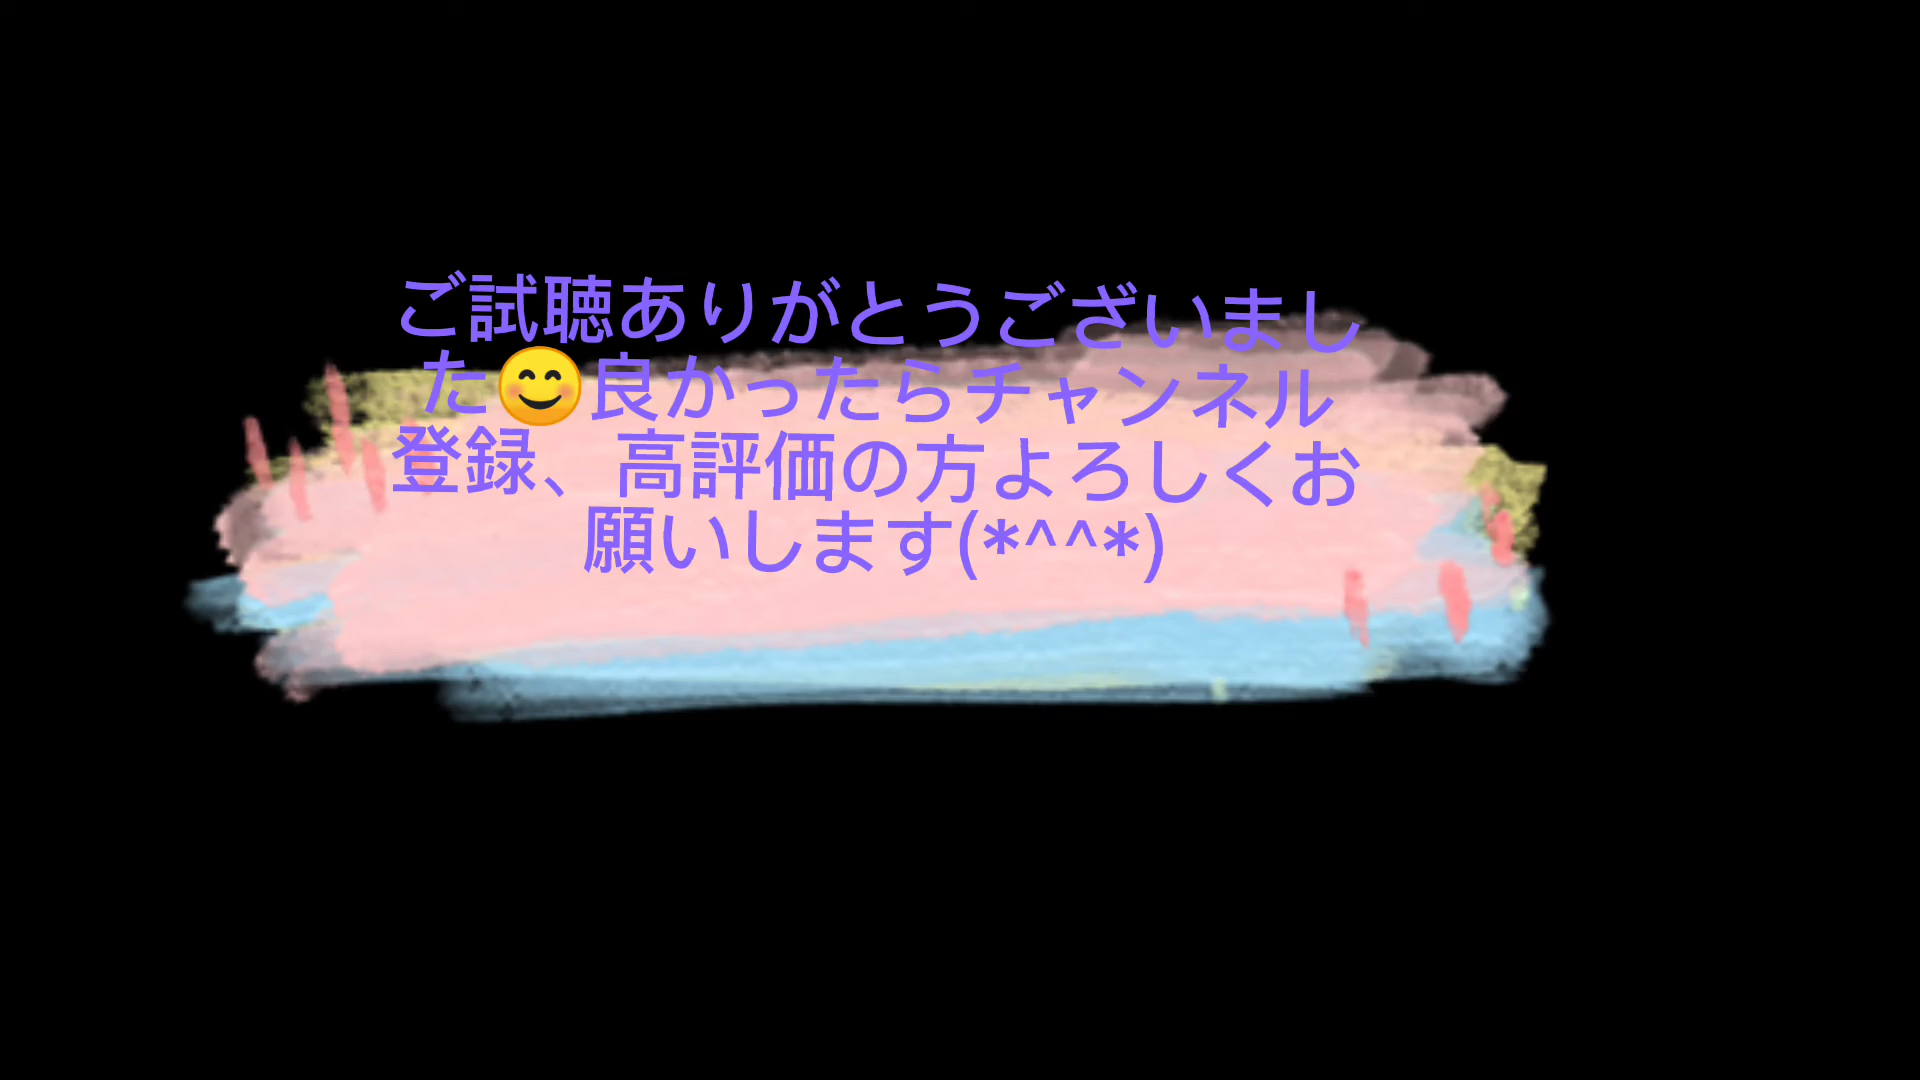 ご試聴ありがとうございまし
た😊良かったらチャンネル
登録、高評価の方よろしくお
願いします(*^^*)